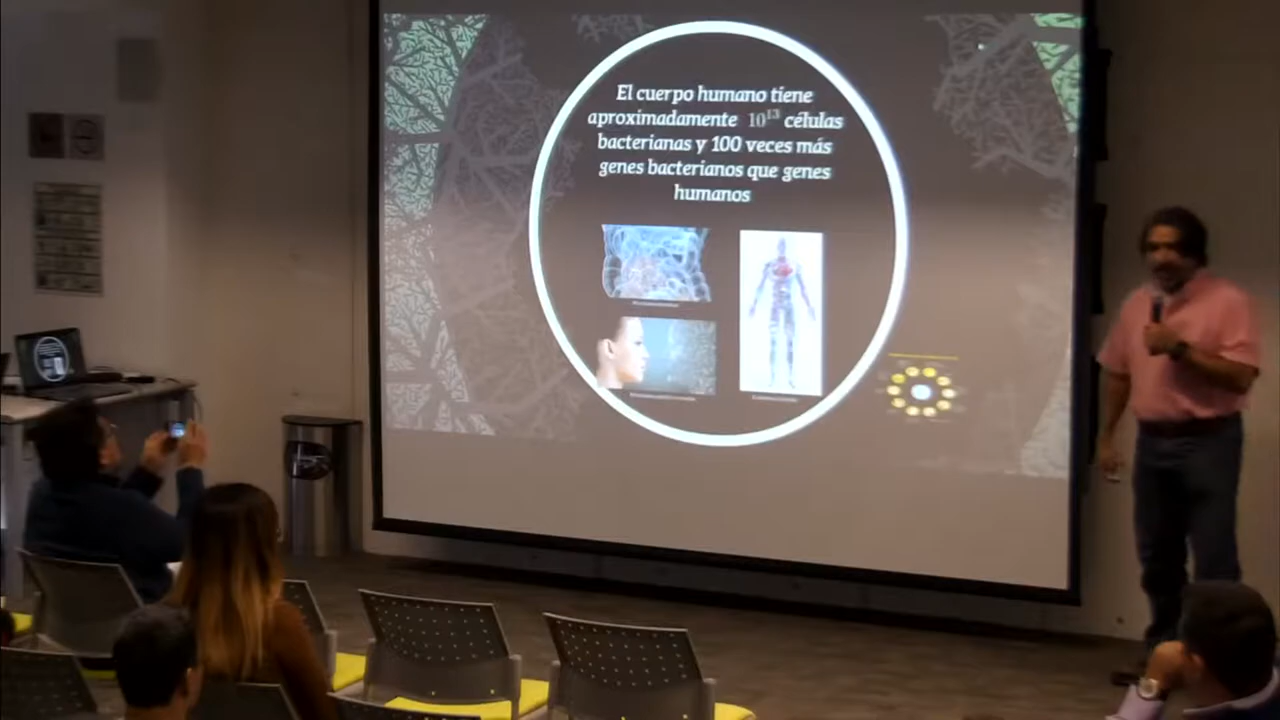 El cuerpo humano tiene
aproximadamente 10¹³ células
bacterianas y 100 veces más
genes bacterianos que genes
humanos